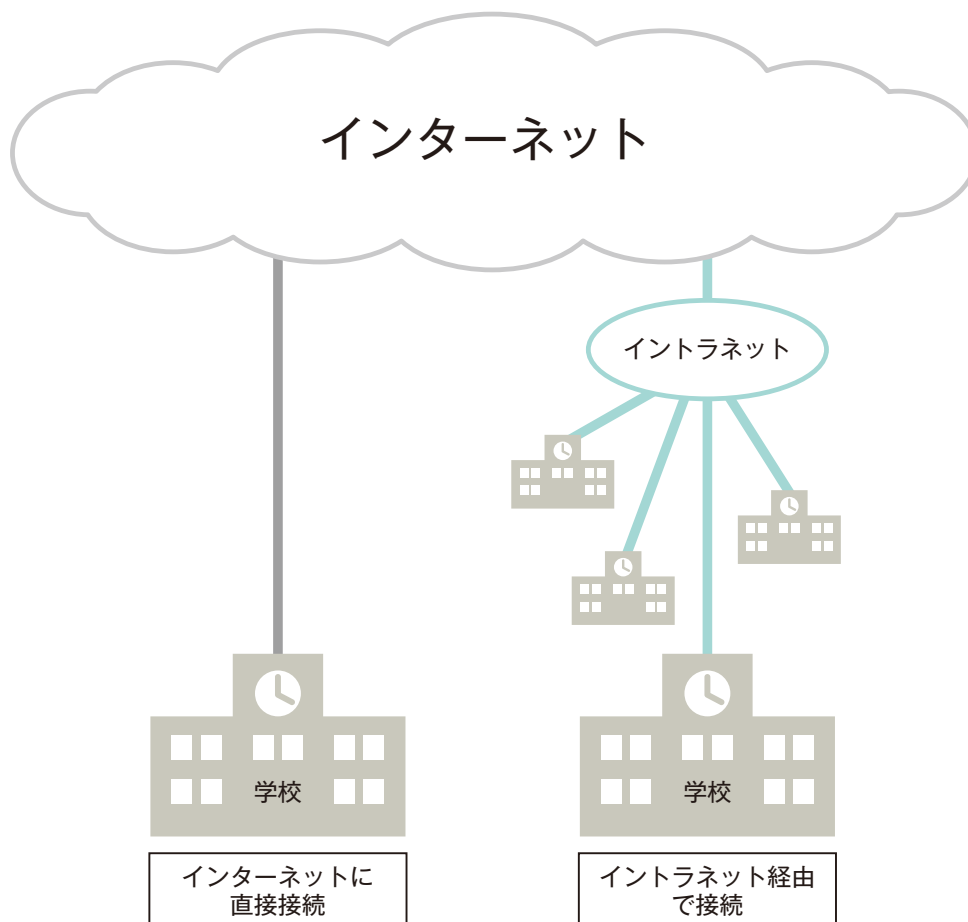 インターネット
イントラネット
学校
学校
インターネットに
直接接続
イントラネット経由
で接続